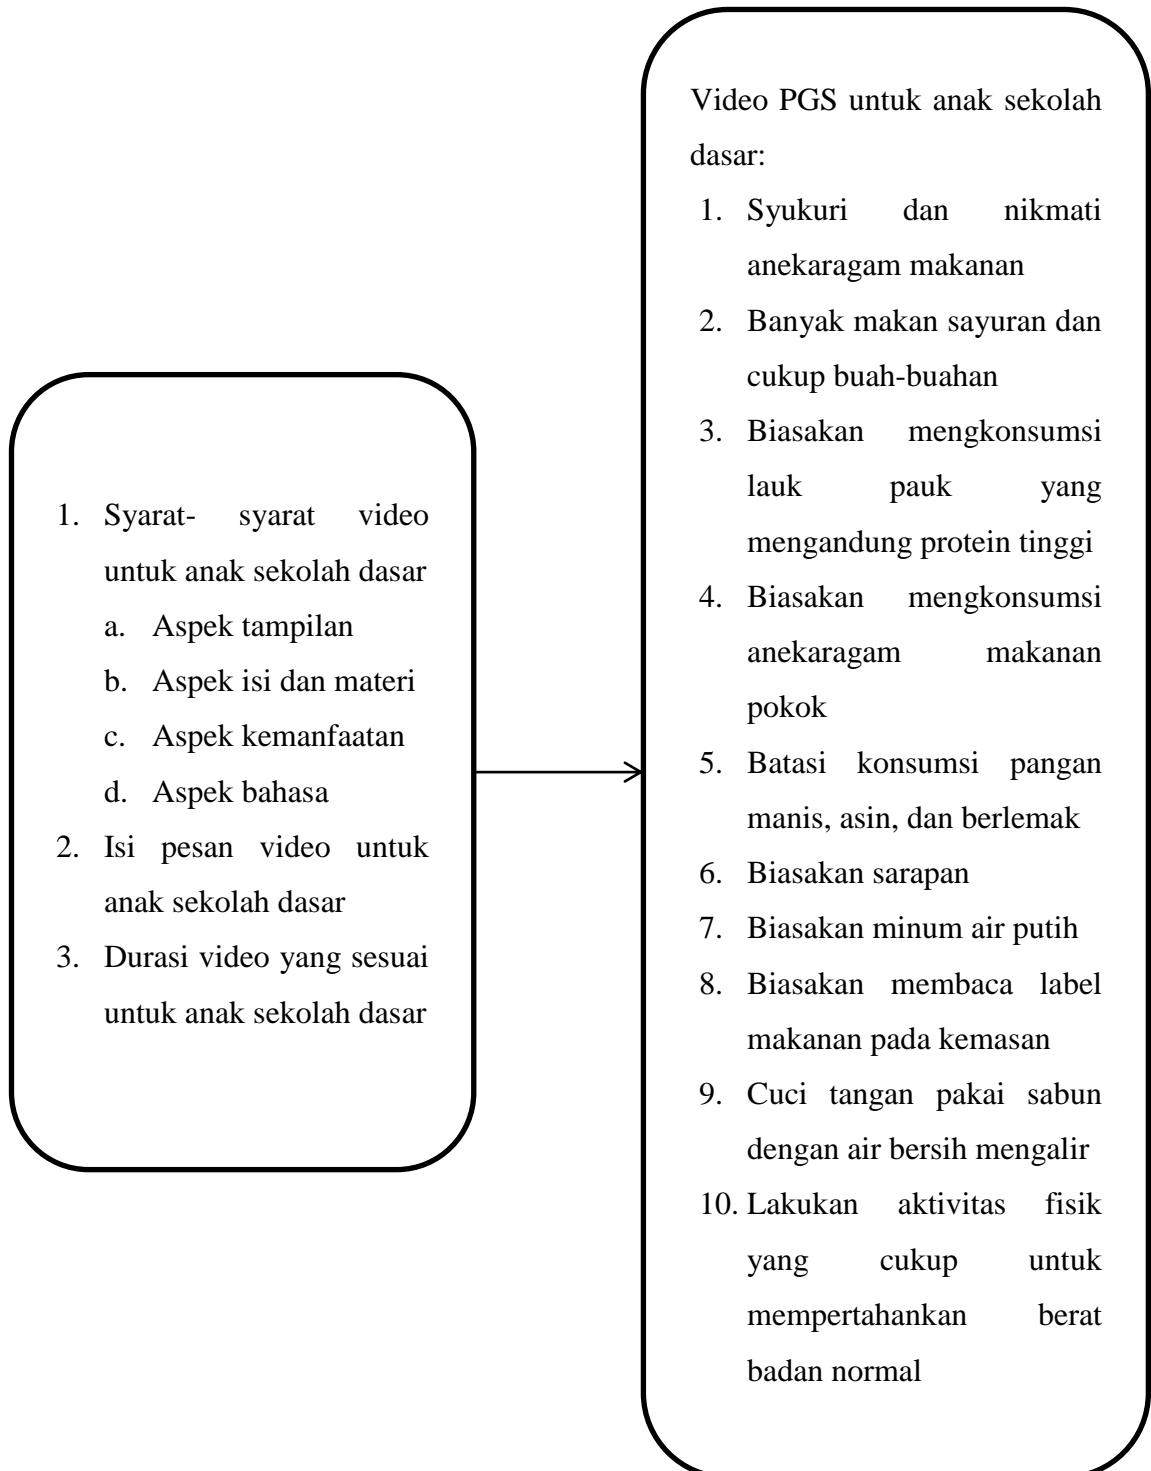 1. Syarat- syarat video
untuk anak sekolah dasar
a. Aspek tampilan
b. Aspek isi dan materi
c. Aspek kemanfaatan
d. Aspek bahasa
2. Isi pesan video untuk
anak sekolah dasar
3. Durasi video yang sesuai
untuk anak sekolah dasar
Video PGS untuk anak sekolah
dasar:
1. Syukuri dan nikmati
anekaragam makanan
2. Banyak makan sayuran dan
cukup buah-buahan
3. Biasakan mengkonsumsi
lauk pauk yang
mengandung protein tinggi
4. Biasakan mengkonsumsi
anekaragam makanan
pokok
5. Batasi konsumsi pangan
manis, asin, dan berlemak
6. Biasakan sarapan
7. Biasakan minum air putih
8. Biasakan membaca label
makanan pada kemasan
9. Cuci tangan pakai sabun
dengan air bersih mengalir
10. Lakukan aktivitas fisik
yang cukup untuk
mempertahankan berat
badan normal